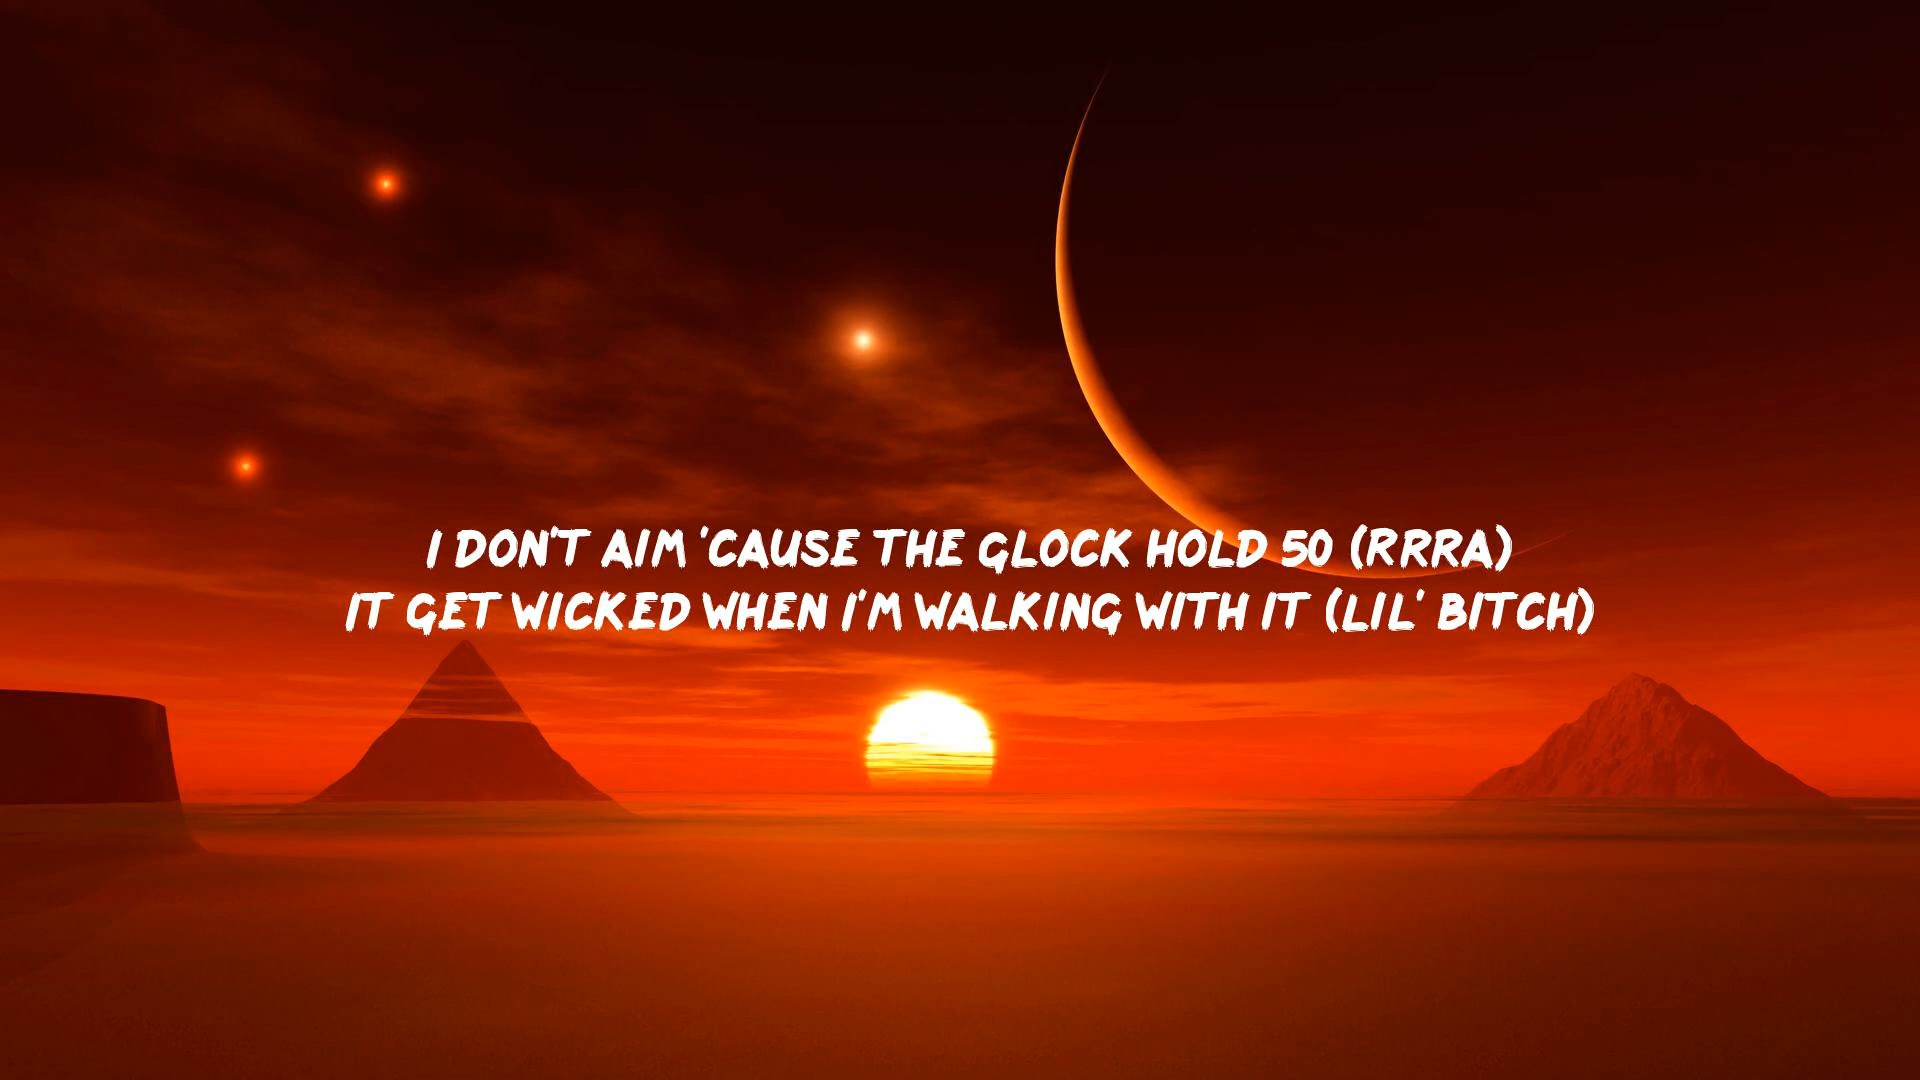 I DON'T AIM 'CAUSE THE GLOCK HOLD 50 (RRRA)
IT GET WICKED WHEN I'M WALKING WITH IT (LIL' BITCH)